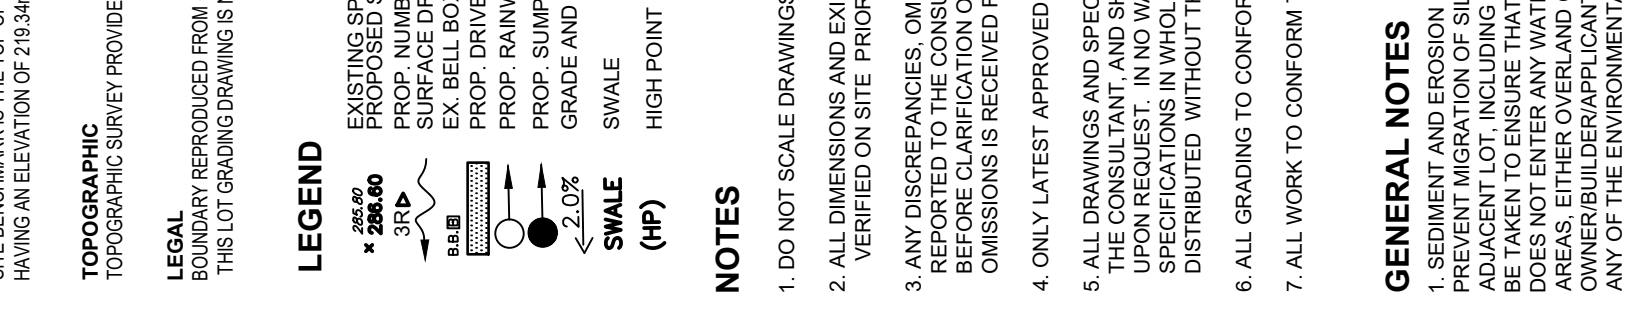 SITE BENCHMARK IS THE TOP OF
HAVING AN ELEVATION OF 219.34m
TOPOGRAPHIC
TOPOGRAPHIC SURVEY PROVIDE
LEGAL
BOUNDARY REPRODUCED FROM
THIS LOT GRADING DRAWING IS N
LEGEND
285.80 EXISTING SP
× 286.60 PROPOSED S
3R PROP. NUMB
SURFACE DR
B.B. B EX. BELL BOX
PROP. DRIVE
PROP. RAINW
PROP. SUMP
2.0% GRADE AND
SWALE SWALE
(HP) HIGH POINT
NOTES
1. DO NOT SCALE DRAWINGS
2. ALL DIMENSIONS AND EXI
VERIFIED ON SITE PRIOR
3. ANY DISCREPANCIES, OM
REPORTED TO THE CONSU
BEFORE CLARIFICATION O
OMISSIONS IS RECEIVED F
4. ONLY LATEST APPROVED
5. ALL DRAWINGS AND SPEC
THE CONSULTANT, AND SH
UPON REQUEST. IN NO WA
SPECIFICATIONS IN WHOL
DISTRIBUTED WITHOUT TH
6. ALL GRADING TO CONFOR
7. ALL WORK TO CONFORM T
GENERAL NOTES
1. SEDIMENT AND EROSION
PREVENT MIGRATION OF SIL
ADJACENT LOT, INCLUDING
BE TAKEN TO ENSURE THAT
DOES NOT ENTER ANY WAT
AREAS, EITHER OVERLAND O
OWNER/BUILDER/APPLICANT
ANY OF THE ENVIRONMENTA